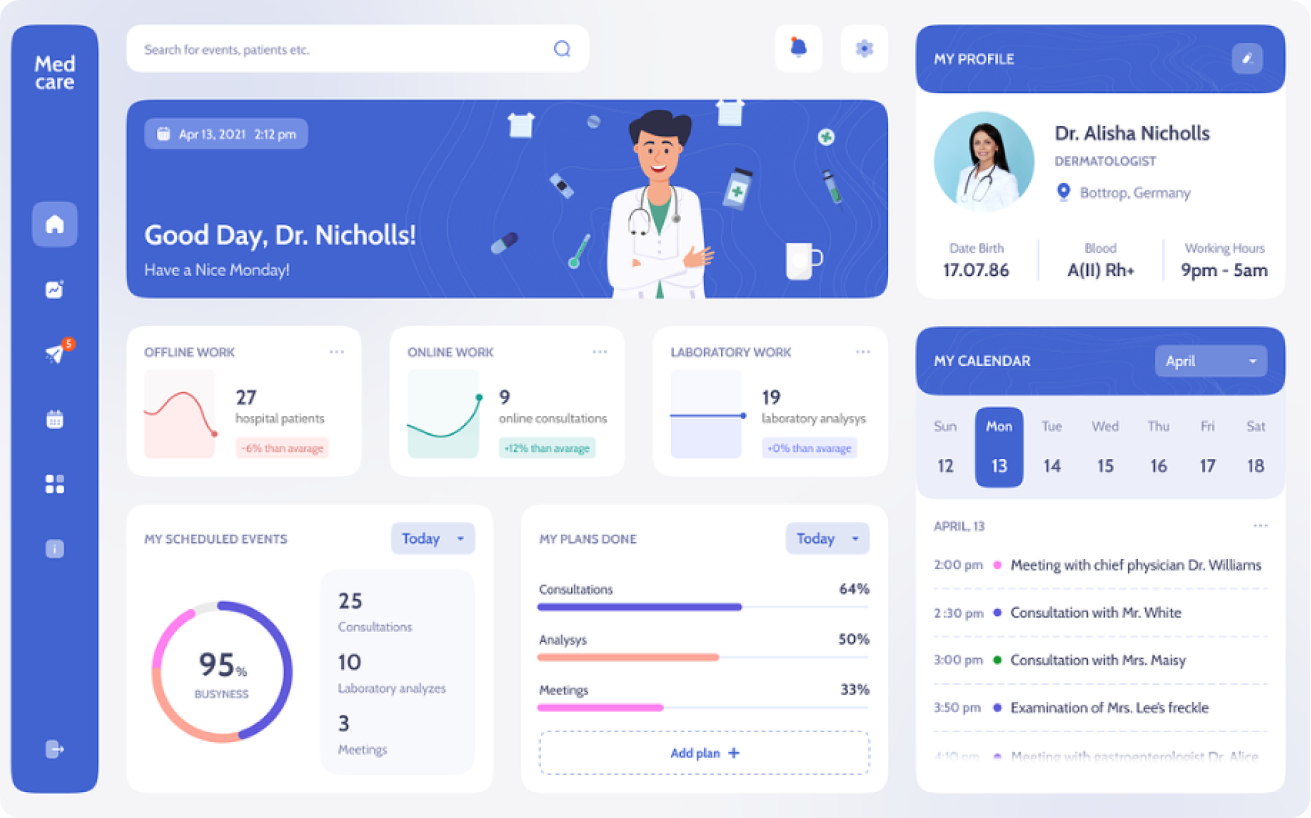 Med
care
5
Search for events, patients etc.
Apr 13, 2021 2:12 pm
Good Day, Dr. Nicholls!
Have a Nice Monday!
OFFLINE WORK
27
hospital patients
-6% than avarage
ONLINE WORK
9
online consultations
+12% than avarage
LABORATORY WORK
19
laboratory analysys
+0% than avarage
MY SCHEDULED EVENTS
Today
95%
BUSYNESS
25
Consultations
10
Laboratory analyzes
3
Meetings
MY PLANS DONE
Today
Consultations 64%
Analysys 50%
Meetings 33%
Add plan +
MY PROFILE
Dr. Alisha Nicholls
DERMATOLOGIST
Bottrop, Germany
Date Birth Blood Working Hours
17.07.86 A(II) Rh+ 9pm - 5am
MY CALENDAR
April
Sun Mon Tue Wed Thu Fri Sat
12 13 14 15 16 17 18
APRIL, 13
2:00 pm Meeting with chief physician Dr. Williams
2:30 pm Consultation with Mr. White
3:00 pm Consultation with Mrs. Maisy
3:50 pm Examination of Mrs. Lee's freckle
4:10 pm Meeting with gastroenterologist Dr. Alice